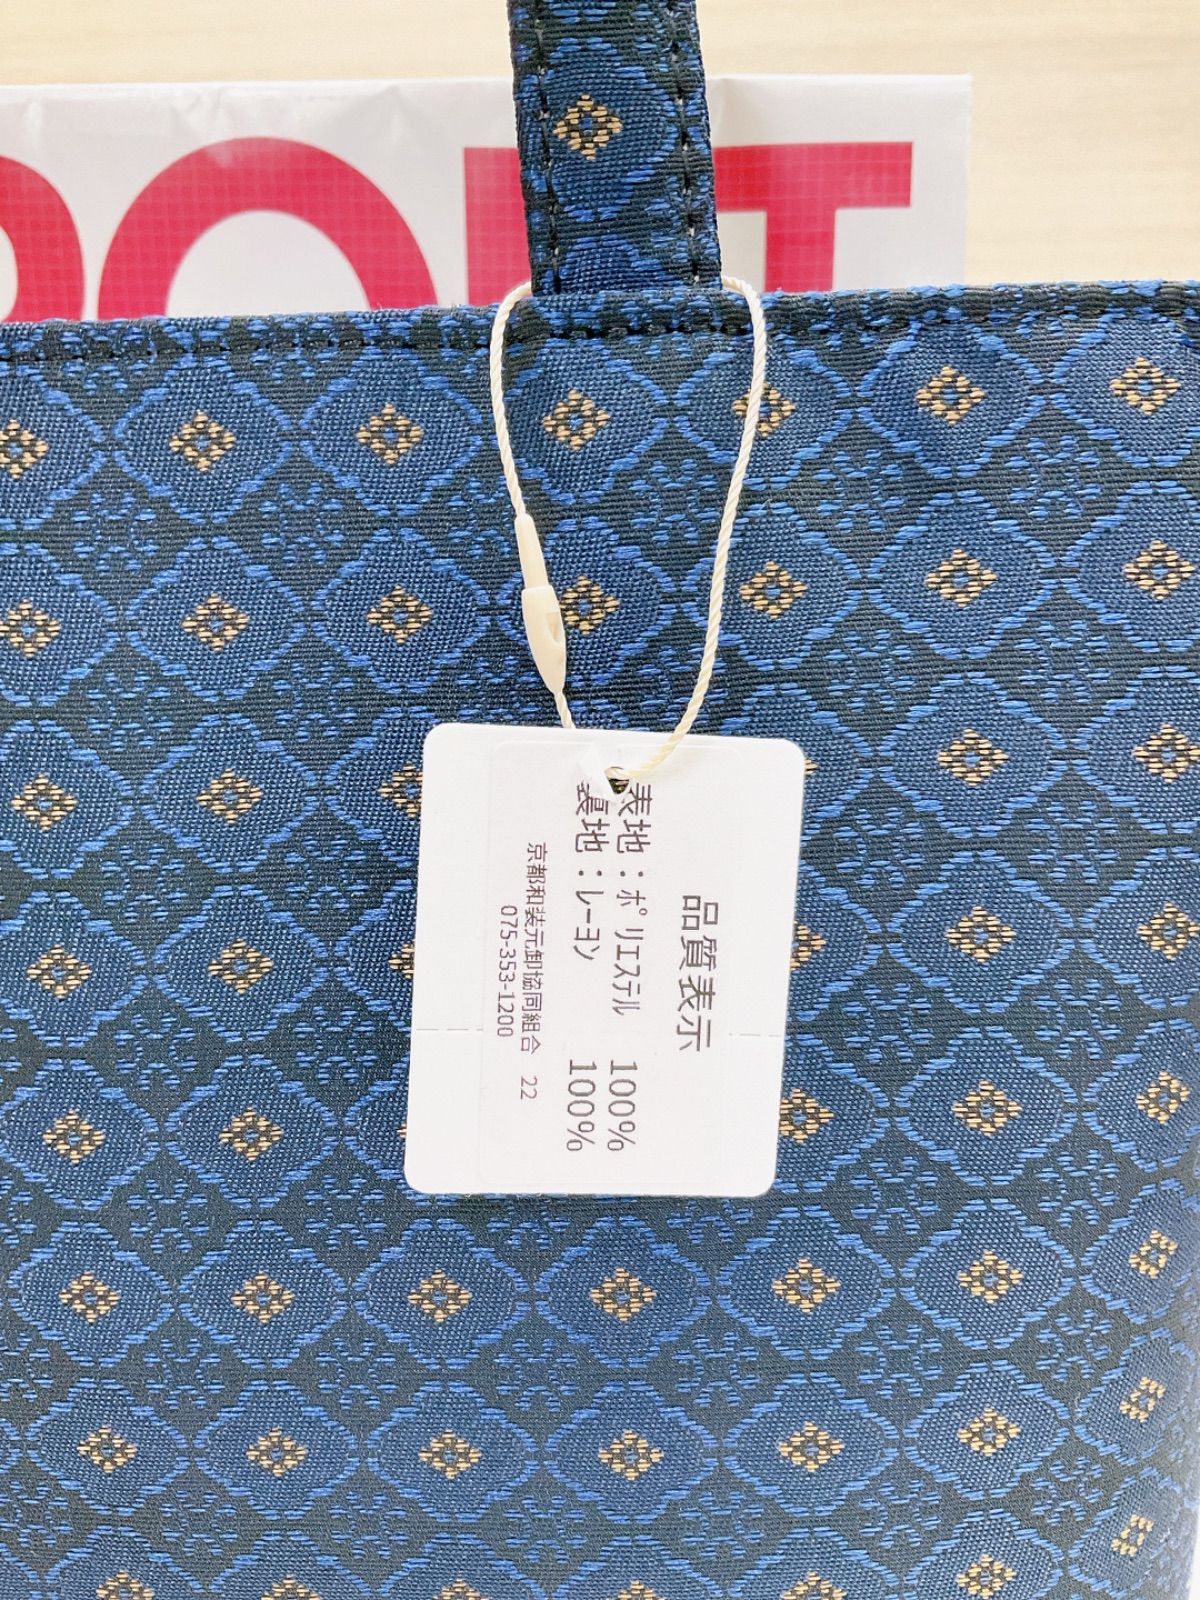 PORT
品質表示
表地：ポリエステル 100%
裏地：レーヨン 100%
京都和装元卸協同組合 22
075-353-1200